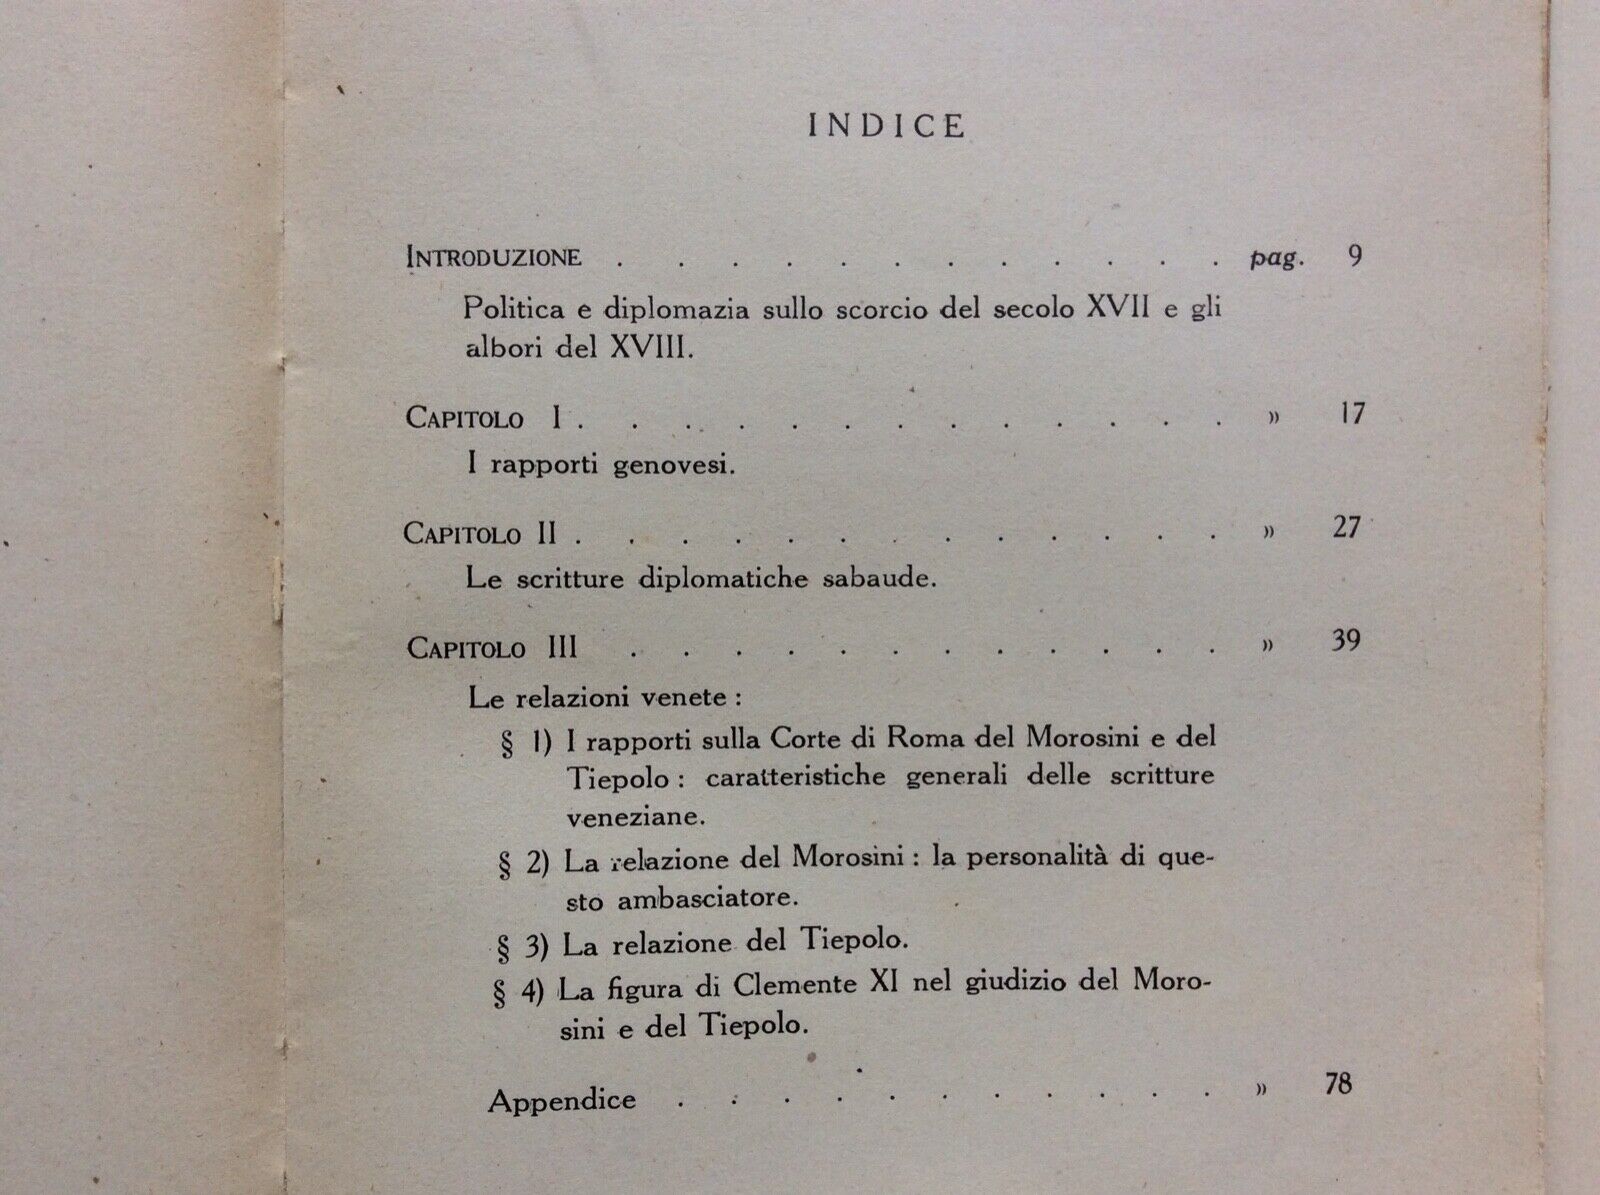 INDICE
INTRODUZIONE . . . . . . . . . . . . pag. 9
Politica e diplomazia sullo scorcio del secolo XVII e gli
albori del XVIII.
CAPITOLO I . . . . . . . . . . . . . » 17
I rapporti genovesi.
CAPITOLO II . . . . . . . . . . . . . » 27
Le scritture diplomatiche sabaude.
CAPITOLO III . . . . . . . . . . . . » 39
Le relazioni venete :
§ 1) I rapporti sulla Corte di Roma del Morosini e del
Tiepolo : caratteristiche generali delle scritture
veneziane.
§ 2) La relazione del Morosini : la personalità di que-
sto ambasciatore.
§ 3) La relazione del Tiepolo.
§ 4) La figura di Clemente XI nel giudizio del Moro-
sini e del Tiepolo.
Appendice . . . . . . . . . . . » 78